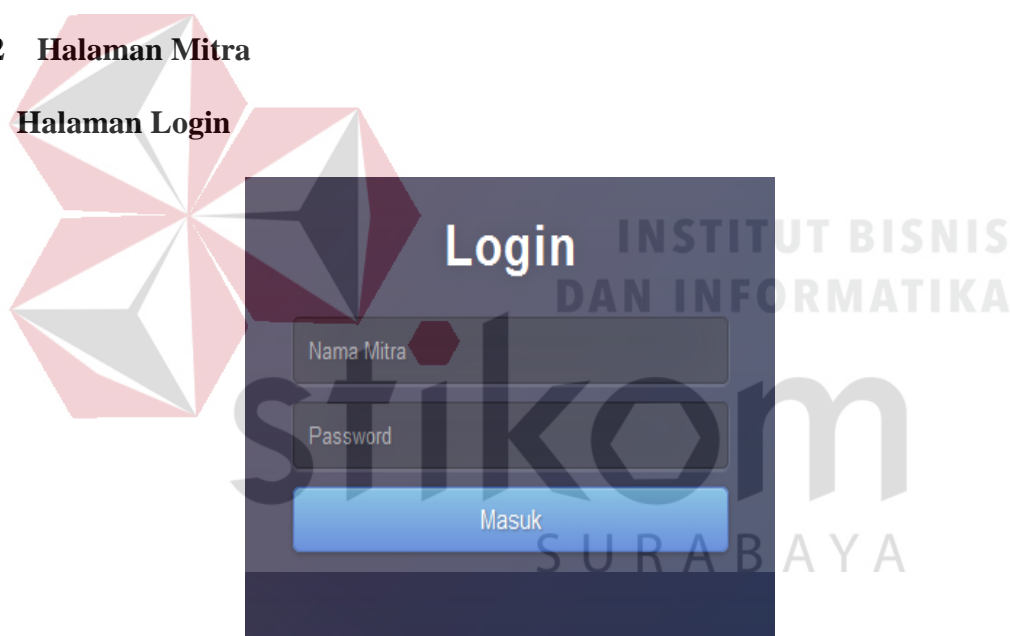 2 Halaman Mitra
Halaman Login
Login
INSTITUT BISNIS
DAN INFORMATIKA
Nama Mitra
stikom
Password
Masuk
SURABAYA